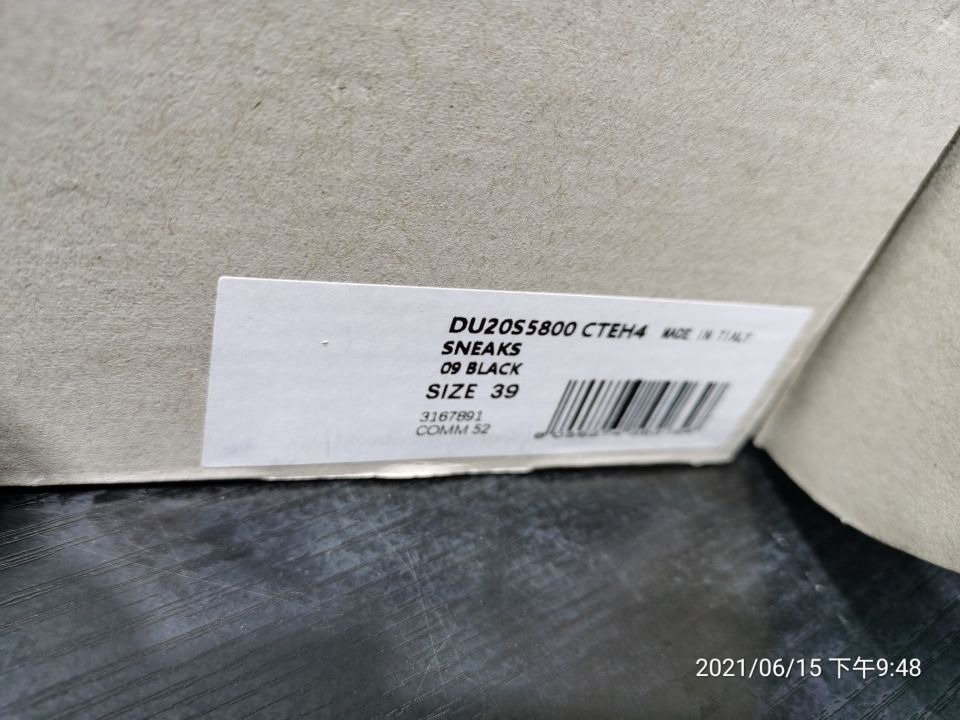 DU20S5800 CTEH4 MADE IN TIALY
SNEAKS
09 BLACK
SIZE 39
3167891
COMM 52
2021/06/15 下午9:48